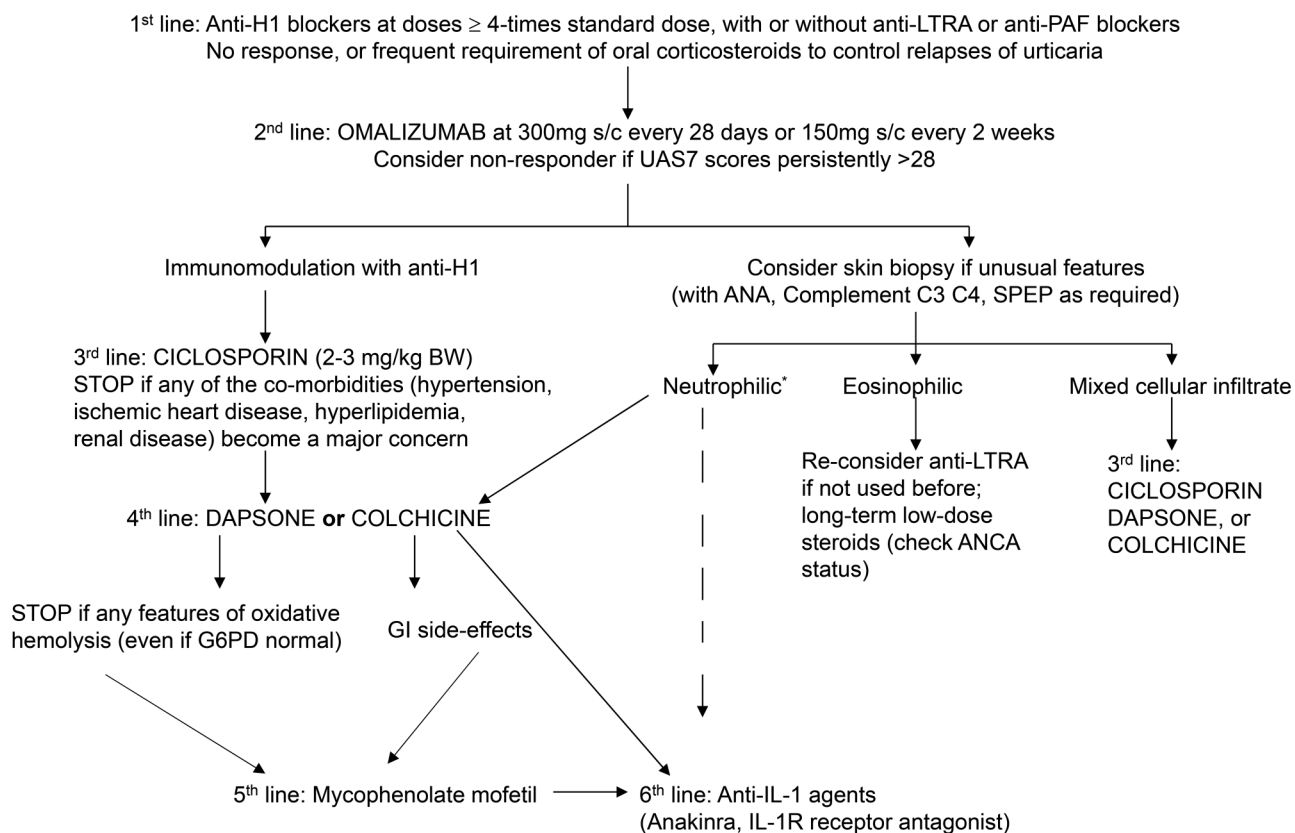 1st line: Anti-H1 blockers at doses ≥ 4-times standard dose, with or without anti-LTRA or anti-PAF blockers
No response, or frequent requirement of oral corticosteroids to control relapses of urticaria
2nd line: OMALIZUMAB at 300mg s/c every 28 days or 150mg s/c every 2 weeks
Consider non-responder if UAS7 scores persistently >28
Immunomodulation with anti-H1
Consider skin biopsy if unusual features
(with ANA, Complement C3 C4, SPEP as required)
3rd line: CICLOSPORIN (2-3 mg/kg BW)
STOP if any of the co-morbidities (hypertension,
ischemic heart disease, hyperlipidemia,
renal disease) become a major concern
Neutrophilic*
Eosinophilic
Mixed cellular infiltrate
Re-consider anti-LTRA
if not used before;
long-term low-dose
steroids (check ANCA
status)
3rd line:
CICLOSPORIN
DAPSONE, or
COLCHICINE
4th line: DAPSONE or COLCHICINE
STOP if any features of oxidative
hemolysis (even if G6PD normal)
GI side-effects
5th line: Mycophenolate mofetil
6th line: Anti-IL-1 agents
(Anakinra, IL-1R receptor antagonist)